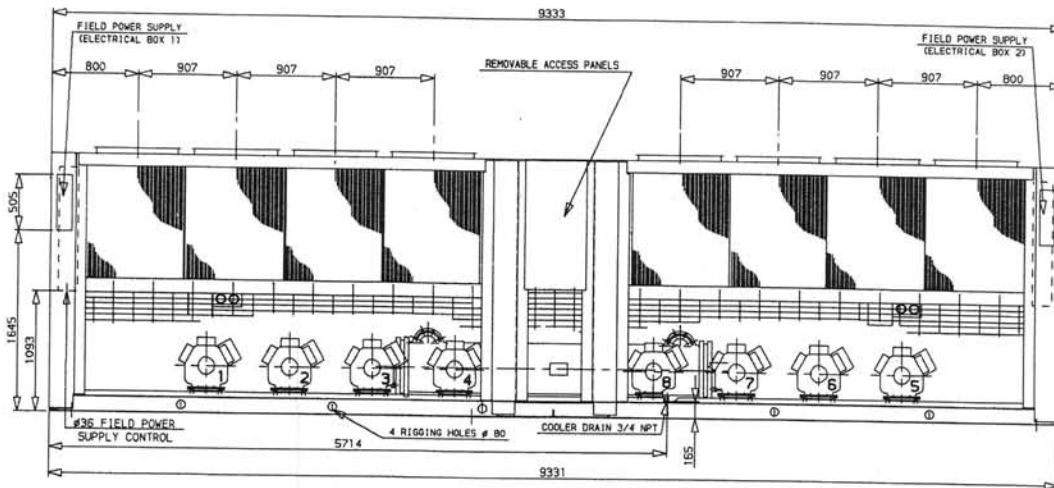 9333
FIELD POWER SUPPLY
(ELECTRICAL BOX 1)
FIELD POWER SUPPLY
(ELECTRICAL BOX 2)
800
907
907
907
REMOVABLE ACCESS PANELS
907
907
907
800
505
1645
1093
1
2
3
4
8
7
6
5
ø36 FIELD POWER
SUPPLY CONTROL
4 RIGGING HOLES ø 80
COOLER DRAIN 3/4 NPT
165
5714
9331